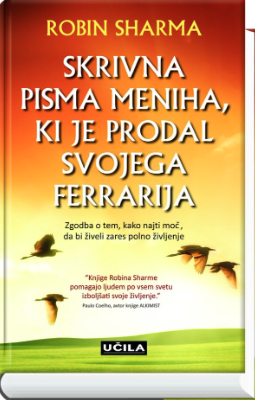 ROBIN SHARMA
SKRIVNA
PISMA MENIHA,
KI JE PRODAL
SVOJEGA
FERRARIJA
Zgodba o tem, kako najti moč,
da bi živeli zares polno življenje
"Knjige Robina Sharme
pomagajo ljudem po vsem svetu
izboljšati svoje življenje."
Paulo Coelho, avtor knjige ALKIMIST
UČILA